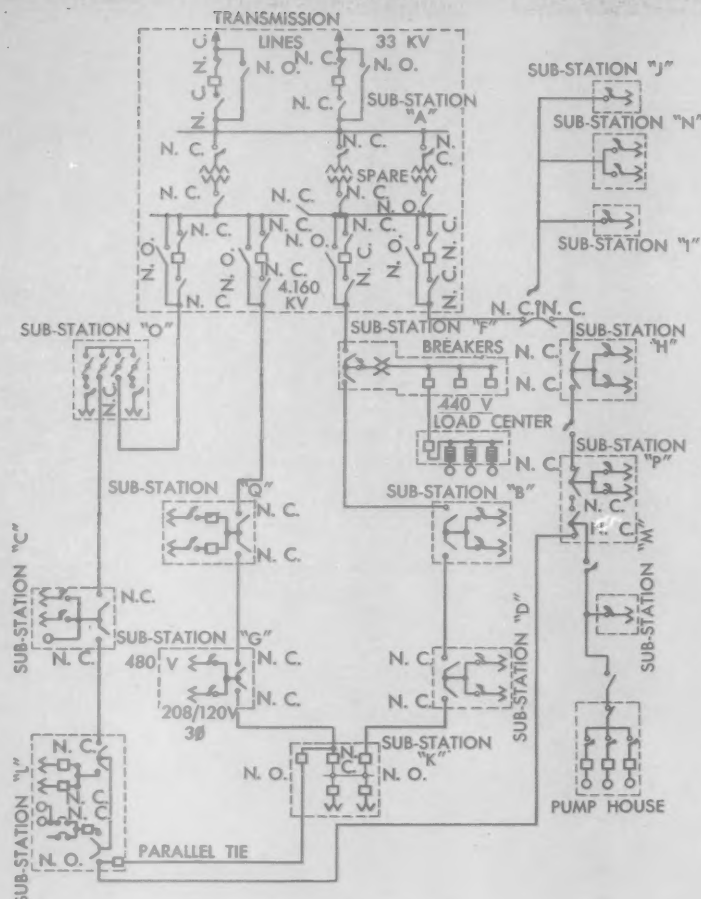 TRANSMISSION
LINES 33 KV
N. C.
N. C.
N. O.
N. C.
N. O.
N. C.
SUB-STATION
"A"
SUB-STATION "J"
SUB-STATION "N"
SUB-STATION "I"
N. C.
N. C.
N. C.
SPARE
N. C.
N. C.
N. O.
N. O.
N. C.
N. O.
N. C.
N. O.
N. C.
N. C.
N. O.
N. C.
N. C.
N. C.
4.160
KV
N. C.
N. C.
SUB-STATION "O"
N.C.
SUB-STATION "F"
BREAKERS
440 V
LOAD CENTER
SUB-STATION
"H"
N. C.
N. C.
N. C.
SUB-STATION
"P"
N. C.
N. C.
SUB-STATION
"Q"
N. C.
N. C.
SUB-STATION "B"
SUB-STATION "M"
SUB-STATION "C"
N.C.
N. C.
SUB-STATION "G"
480 V
N. C.
N. C.
208/120V
3Ø
N. C.
N. C.
SUB-STATION "D"
SUB-STATION
"K"
N. O.
N. C.
N. O.
PUMP HOUSE
SUB-STATION "L"
N. C.
N. C.
N. C.
N. O.
PARALLEL TIE